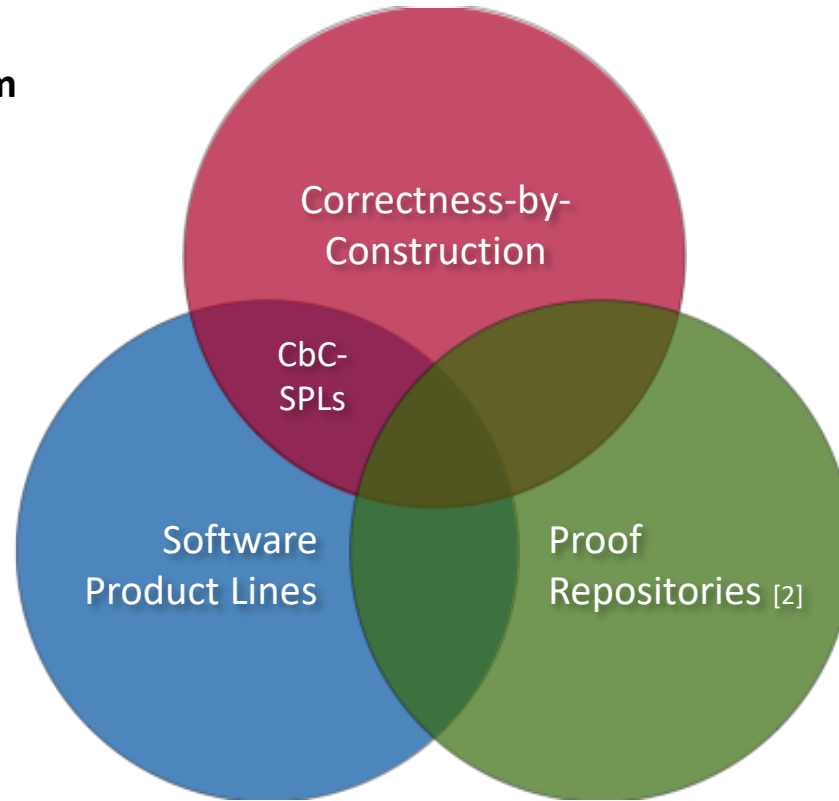 Correctness-by-
Construction
CbC-
SPLs
Software
Product Lines
Proof
Repositories [2]